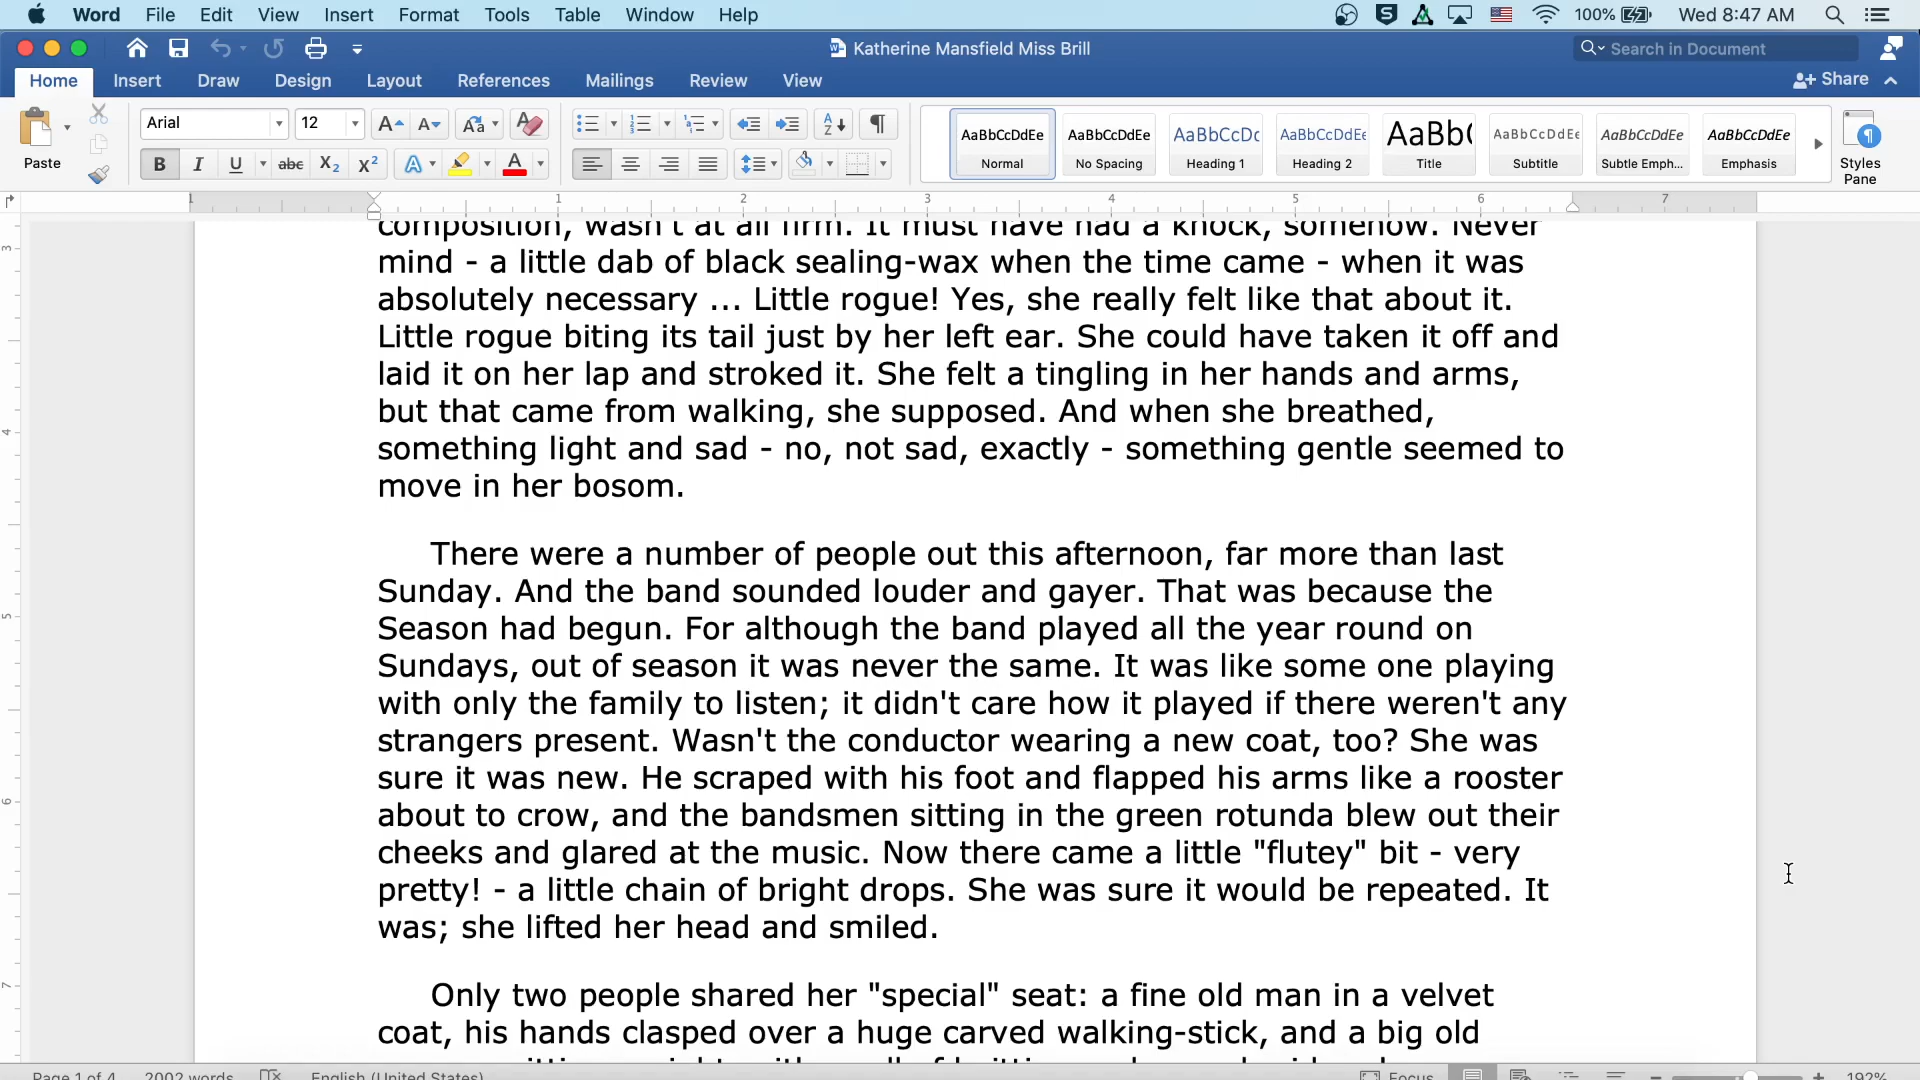 Word File Edit View Insert Format Tools Table Window Help 100% Wed 8:47 AM
Katherine Mansfield Miss Brill Search in Document
Home Insert Draw Design Layout References Mailings Review View Share
Arial 12 AaBbCcDdEe AaBbCcDdEe AaBbCcDc AaBbCcDdEe AaBb( AaBbCcDdEe AaBbCcDdEe AaBbCcDdEe
Paste B I U abc X2 X2 A A Normal No Spacing Heading 1 Heading 2 Title Subtitle Subtle Emph... Emphasis Styles Pane
1 1 2 3 4 5 6 7
composition, wasn't at all firm. It must have had a knock, somehow. Never
mind - a little dab of black sealing-wax when the time came - when it was
absolutely necessary ... Little rogue! Yes, she really felt like that about it.
Little rogue biting its tail just by her left ear. She could have taken it off and
laid it on her lap and stroked it. She felt a tingling in her hands and arms,
but that came from walking, she supposed. And when she breathed,
something light and sad - no, not sad, exactly - something gentle seemed to
move in her bosom.
There were a number of people out this afternoon, far more than last
Sunday. And the band sounded louder and gayer. That was because the
Season had begun. For although the band played all the year round on
Sundays, out of season it was never the same. It was like some one playing
with only the family to listen; it didn't care how it played if there weren't any
strangers present. Wasn't the conductor wearing a new coat, too? She was
sure it was new. He scraped with his foot and flapped his arms like a rooster
about to crow, and the bandsmen sitting in the green rotunda blew out their
cheeks and glared at the music. Now there came a little "flutey" bit - very
pretty! - a little chain of bright drops. She was sure it would be repeated. It
was; she lifted her head and smiled.
Only two people shared her "special" seat: a fine old man in a velvet
coat, his hands clasped over a huge carved walking-stick, and a big old
Page 1 of 4 2002 words English (United States) Focus 192%